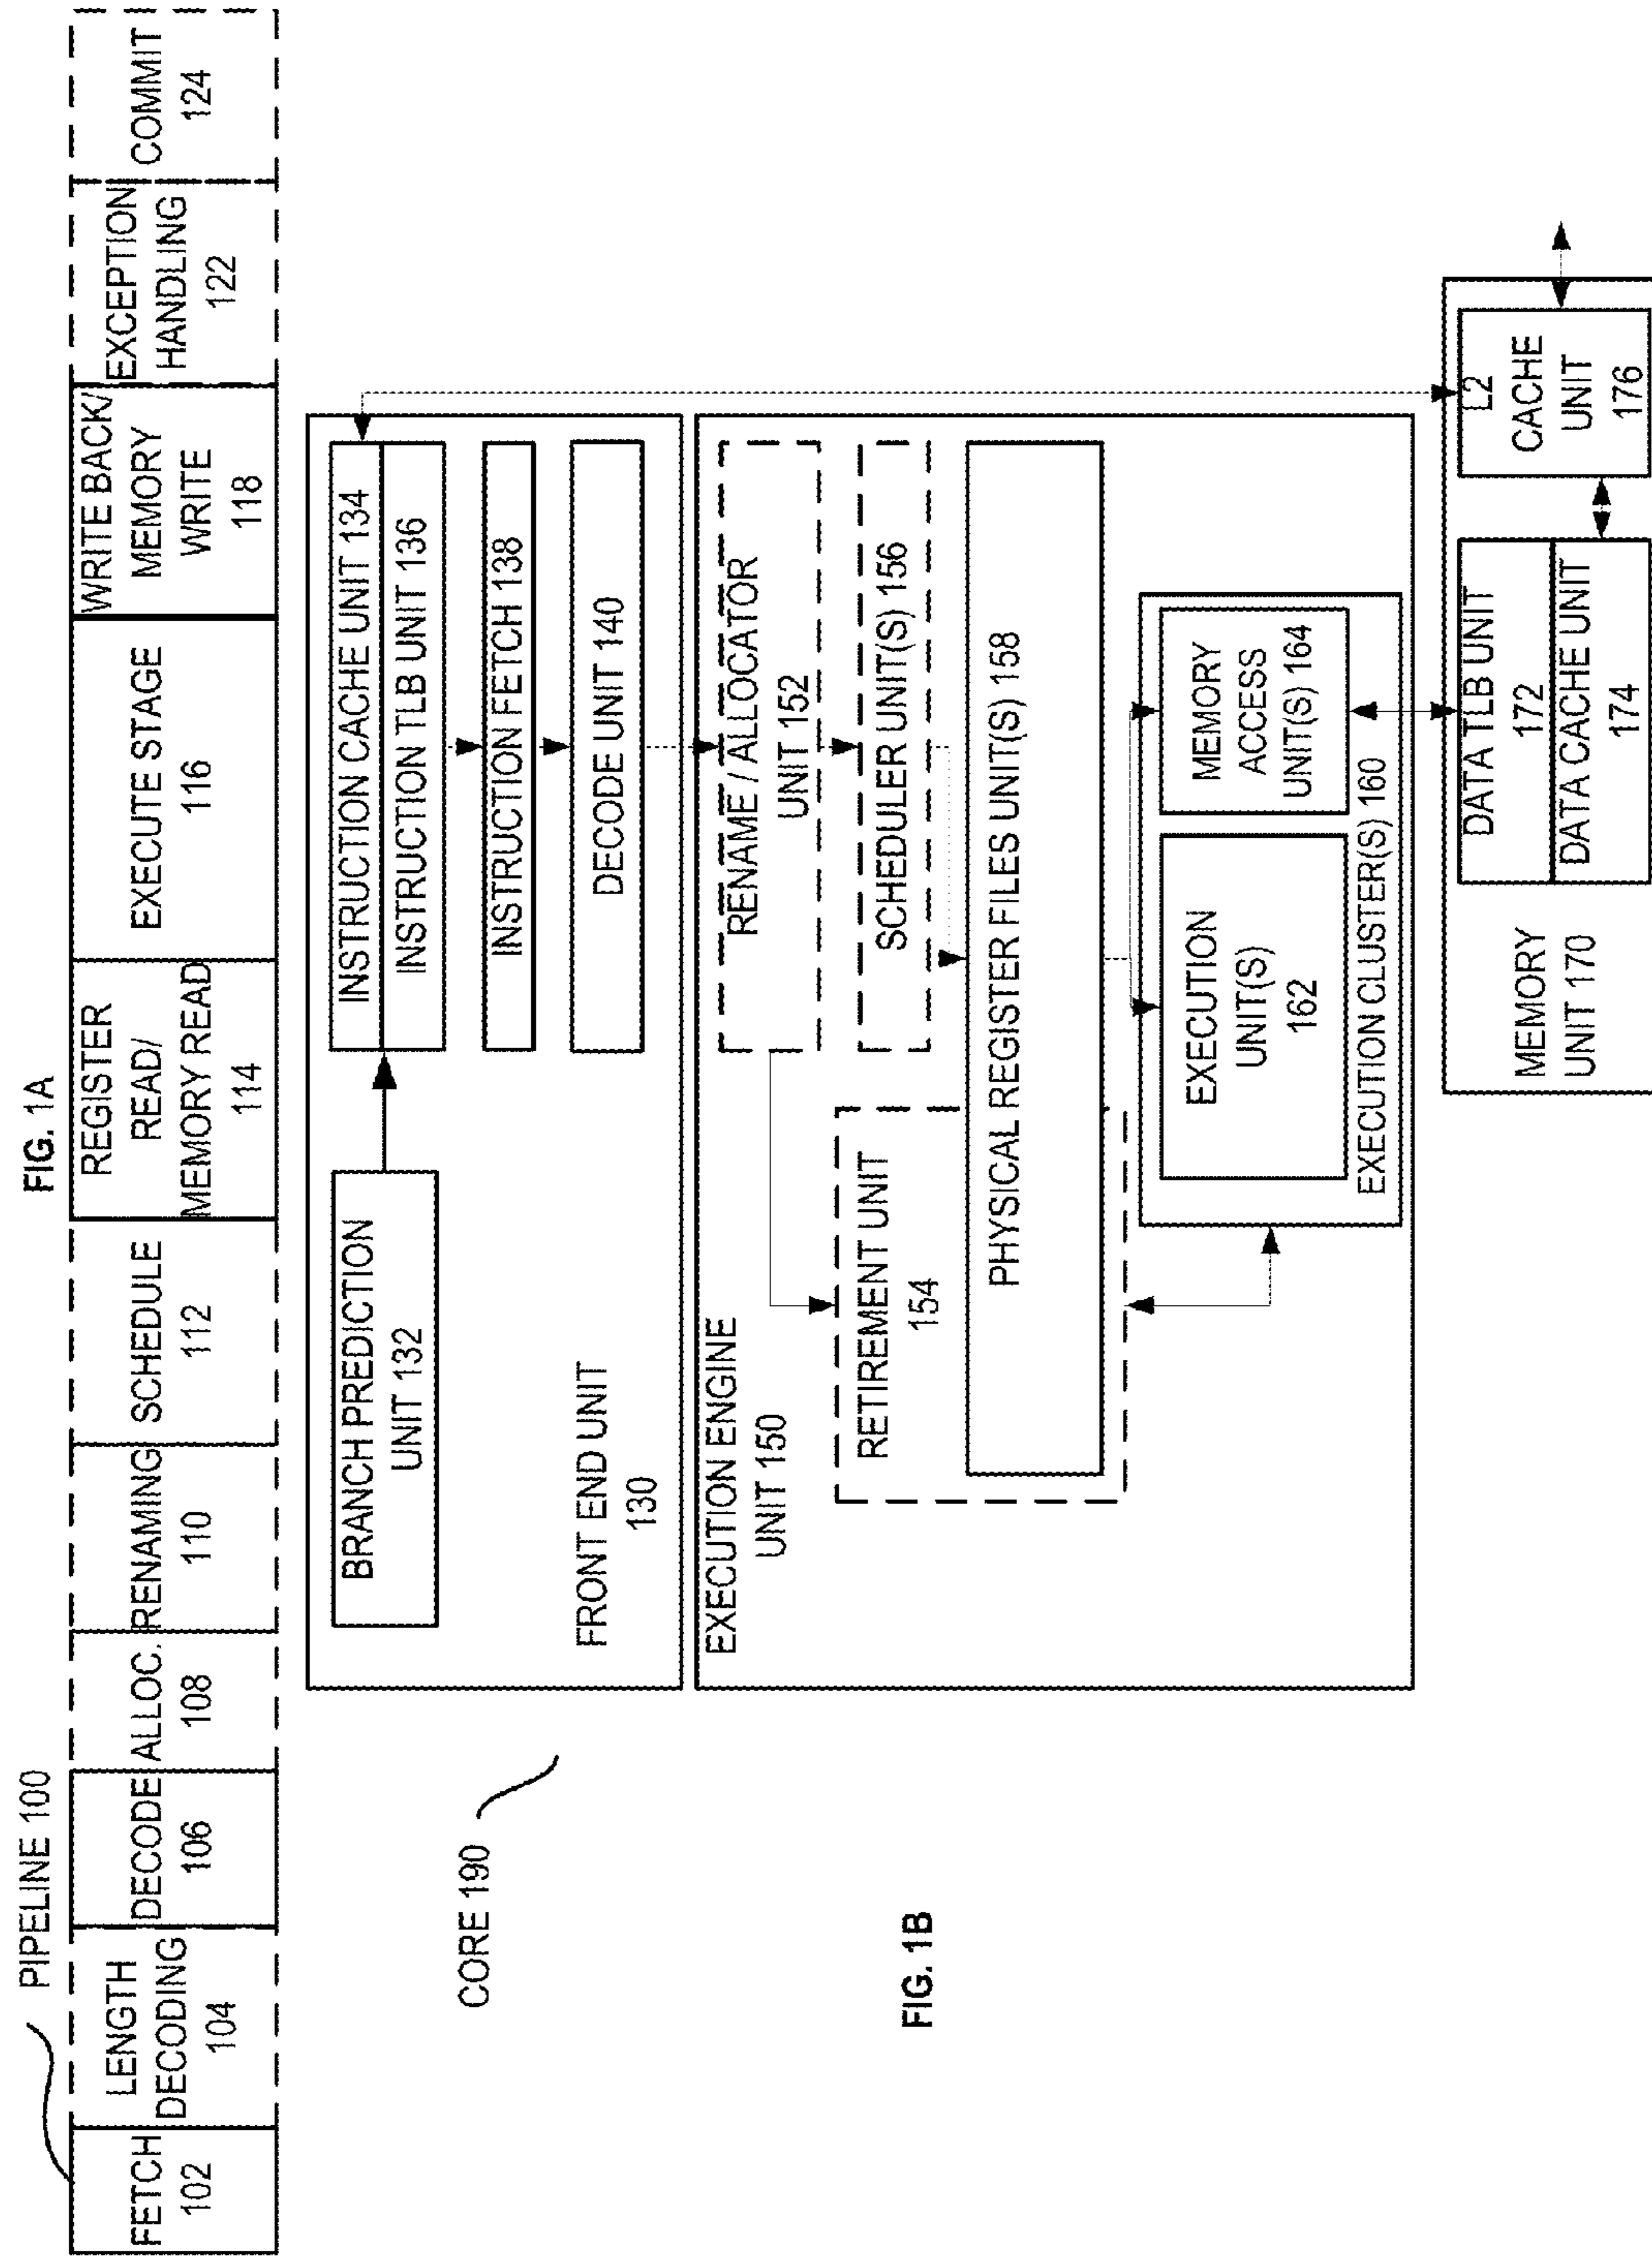 PIPELINE 100
FIG. 1A
FETCH
102
LENGTH
DECODING
104
DECODE
106
ALLOC.
108
RENAMING
110
SCHEDULE
112
REGISTER
READ/
MEMORY READ
114
EXECUTE STAGE
116
WRITE BACK/
MEMORY
WRITE
118
EXCEPTION
HANDLING
122
COMMIT
124
CORE 190
BRANCH PREDICTION
UNIT 132
INSTRUCTION CACHE UNIT 134
INSTRUCTION TLB UNIT 136
INSTRUCTION FETCH 138
DECODE UNIT 140
FRONT END UNIT
130
EXECUTION ENGINE
UNIT 150
RENAME / ALLOCATOR
UNIT 152
RETIREMENT UNIT
154
SCHEDULER UNIT(S) 156
PHYSICAL REGISTER FILES UNIT(S) 158
EXECUTION
UNIT(S)
162
MEMORY
ACCESS
UNIT(S) 164
EXECUTION CLUSTER(S) 160
FIG. 1B
MEMORY
UNIT 170
DATA TLB UNIT
172
DATA CACHE UNIT
174
L2
CACHE
UNIT
176